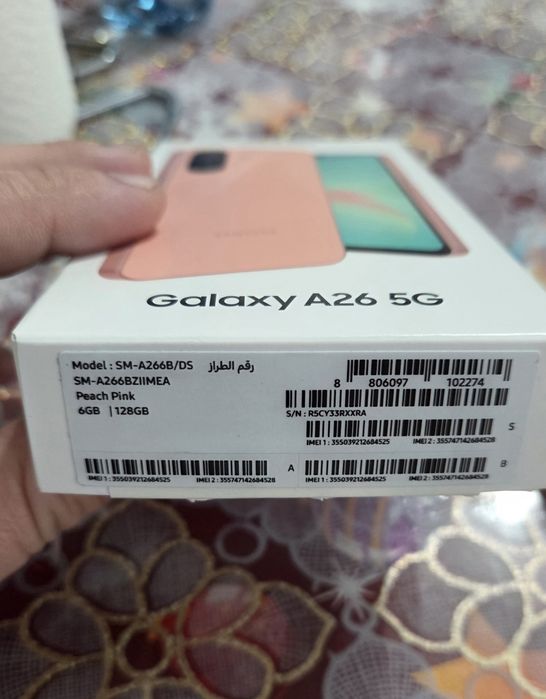 SAMSUNG
Galaxy A26 5G
Model : SM-A266B/DS رقم الطراز
SM-A266BZIIMEA
Peach Pink
6GB | 128GB
8 806097 102274
S/N : R5CY33RXXRA
IMEI 1 : 355039212684525 IMEI 2 : 355747142684528
S
IMEI 1 : 355039212684525 IMEI 2 : 355747142684528
A
IMEI 1 : 355039212684525 IMEI 2 : 355747142684528
B